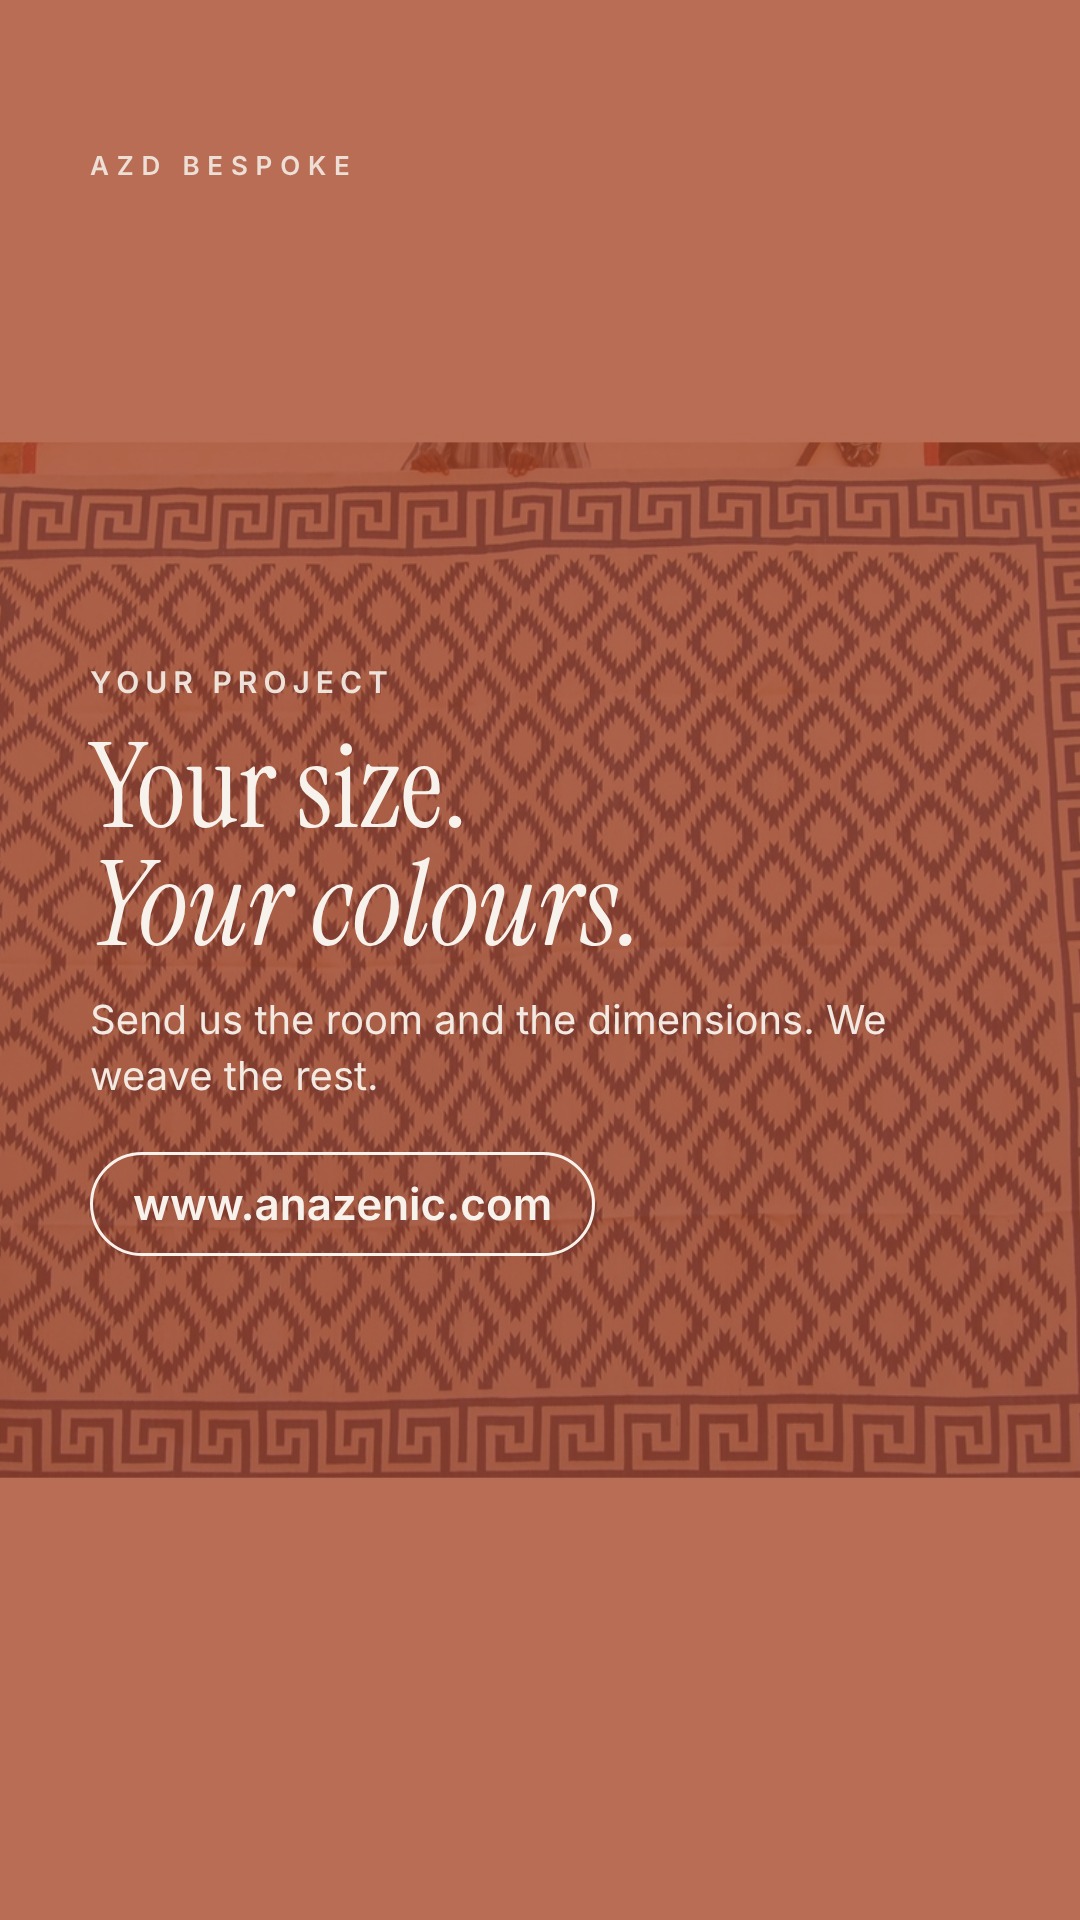 AZD BESPOKE
YOUR PROJECT
Your size.
Your colours.
Send us the room and the dimensions. We
weave the rest.
www.anazenic.com